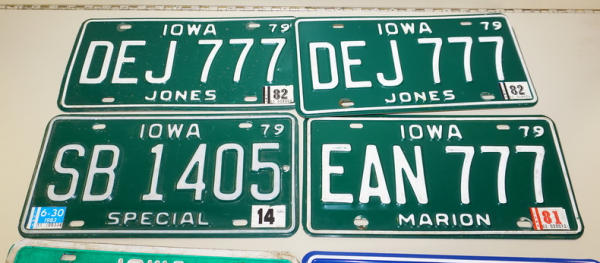 IOWA 79
DEJ 777
JONES 82
IOWA 79
DEJ 777
JONES 82
IOWA 79
SB 1405
6-30
1983
SPECIAL 14
IOWA 79
EAN 777
MARION 81